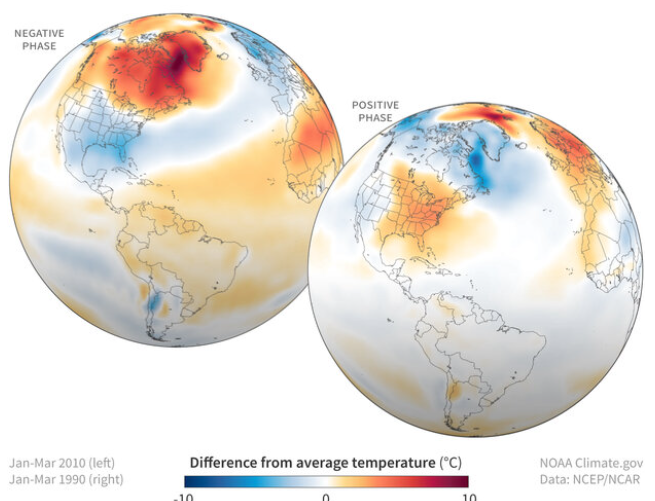 NEGATIVE
PHASE
POSITIVE
PHASE
Jan-Mar 2010 (left)
Jan-Mar 1990 (right)
Difference from average temperature (°C)
-10 0 10
NOAA Climate.gov
Data: NCEP/NCAR